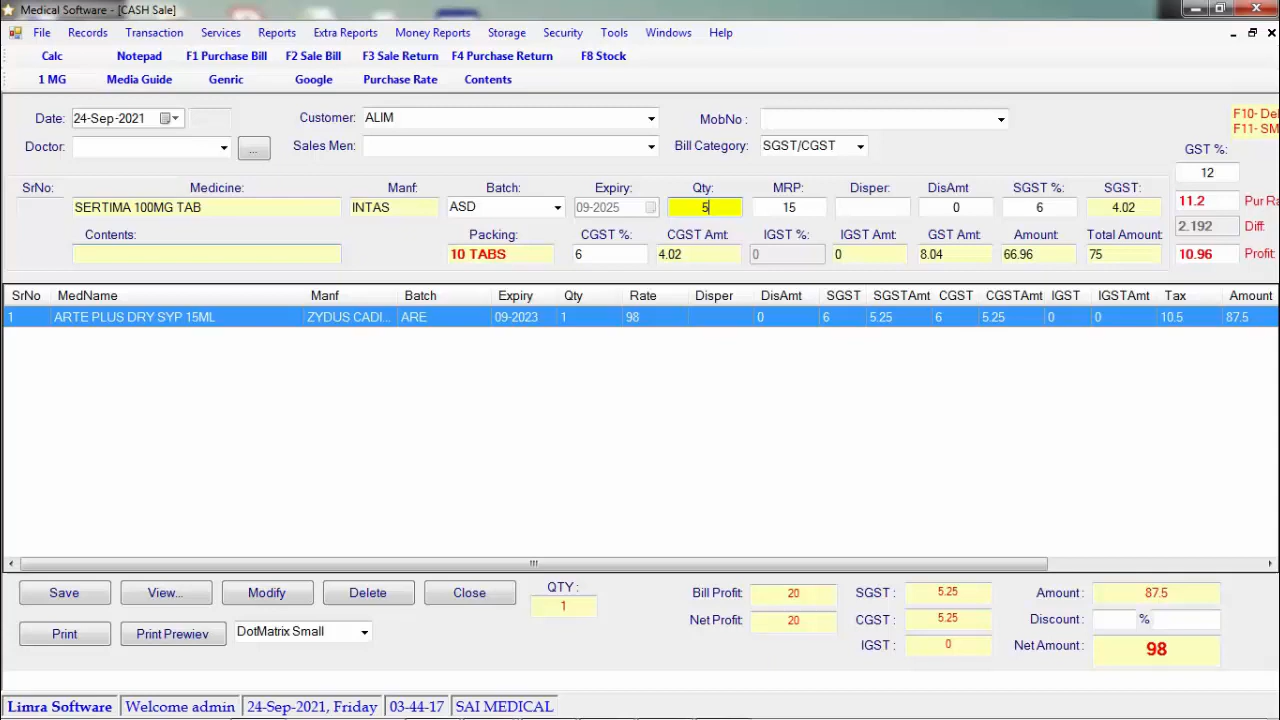 Medical Software - [CASH Sale]
File Records Transaction Services Reports Extra Reports Money Reports Storage Security Tools Windows Help
Calc Notepad F1 Purchase Bill F2 Sale Bill F3 Sale Return F4 Purchase Return F8 Stock
1 MG Media Guide Genric Google Purchase Rate Contents
Date: 24-Sep-2021 Customer: ALIM MobNo : F10- De
F11- SM
Doctor: ... Sales Men: Bill Category: SGST/CGST GST %:
12
SrNo: Medicine: Manf: Batch: Expiry: Qty: MRP: Disper: DisAmt SGST %: SGST:
SERTIMA 100MG TAB INTAS ASD 09-2025 5 15 0 6 4.02 11.2 Pur Ra
Contents: Packing: CGST %: CGST Amt: IGST %: IGST Amt: GST Amt: Amount: Total Amount: 2.192 Diff:
10 TABS 6 4.02 0 0 8.04 66.96 75 10.96 Profit:
SrNo MedName Manf Batch Expiry Qty Rate Disper DisAmt SGST SGSTAmt CGST CGSTAmt IGST IGSTAmt Tax Amount
1 ARTE PLUS DRY SYP 15ML ZYDUS CADI... ARE 09-2023 1 98 0 6 5.25 6 5.25 0 0 10.5 87.5
Save View... Modify Delete Close QTY : Bill Profit: 20 SGST : 5.25 Amount : 87.5
1 Net Profit: 20 CGST : 5.25 Discount : %
Print Print Prewiev DotMatrix Small IGST : 0 Net Amount : 98
Limra Software Welcome admin 24-Sep-2021, Friday 03-44-17 SAI MEDICAL